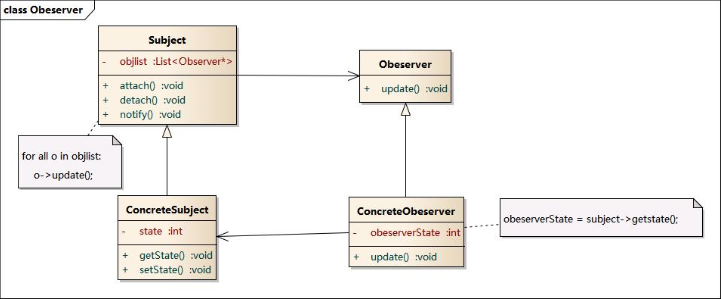 class Obeserver
Subject
- objlist :List<Observer*>
+ attach() :void
+ detach() :void
+ notify() :void
Obeserver
+ update() :void
for all o in objlist:
o->update();
ConcreteSubject
- state :int
+ getState() :void
+ setState() :void
ConcreteObserver
- obeserverState :int
+ update() :void
obeserverState = subject->getstate();